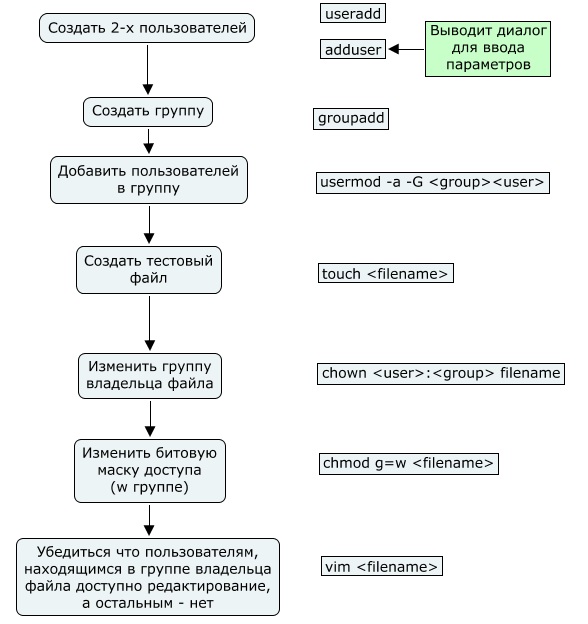 Создать 2-х пользователей
useradd
adduser
Выводит диалог
для ввода
параметров
Создать группу
groupadd
Добавить пользователей
в группу
usermod -a -G <group><user>
Создать тестовый
файл
touch <filename>
Изменить группу
владельца файла
chown <user>:<group> filename
Изменить битовую
маску доступа
(w группе)
chmod g=w <filename>
Убедиться что пользователям,
находящимся в группе владельца
файла доступно редактирование,
а остальным - нет
vim <filename>